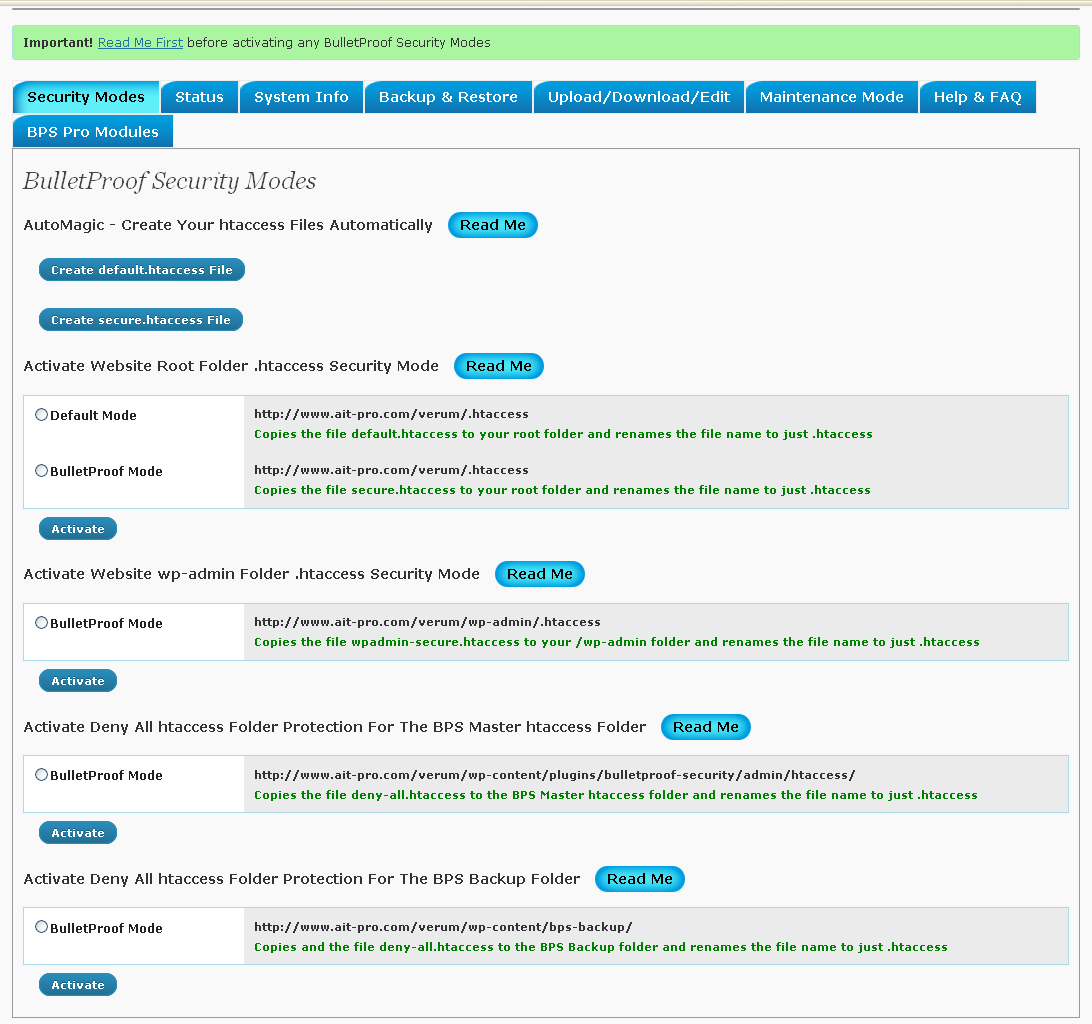 Important! Read Me First before activating any BulletProof Security Modes
Security Modes Status System Info Backup & Restore Upload/Download/Edit Maintenance Mode Help & FAQ
BPS Pro Modules
BulletProof Security Modes
AutoMagic - Create Your htaccess Files Automatically Read Me
Create default.htaccess File
Create secure.htaccess File
Activate Website Root Folder .htaccess Security Mode Read Me
Default Mode http://www.ait-pro.com/verum/.htaccess
Copies the file default.htaccess to your root folder and renames the file name to just .htaccess
BulletProof Mode http://www.ait-pro.com/verum/.htaccess
Copies the file secure.htaccess to your root folder and renames the file name to just .htaccess
Activate
Activate Website wp-admin Folder .htaccess Security Mode Read Me
BulletProof Mode http://www.ait-pro.com/verum/wp-admin/.htaccess
Copies the file wpadmin-secure.htaccess to your /wp-admin folder and renames the file name to just .htaccess
Activate
Activate Deny All htaccess Folder Protection For The BPS Master htaccess Folder Read Me
BulletProof Mode http://www.ait-pro.com/verum/wp-content/plugins/bulletproof-security/admin/htaccess/
Copies the file deny-all.htaccess to the BPS Master htaccess folder and renames the file name to just .htaccess
Activate
Activate Deny All htaccess Folder Protection For The BPS Backup Folder Read Me
BulletProof Mode http://www.ait-pro.com/verum/wp-content/bps-backup/
Copies and the file deny-all.htaccess to the BPS Backup folder and renames the file name to just .htaccess
Activate